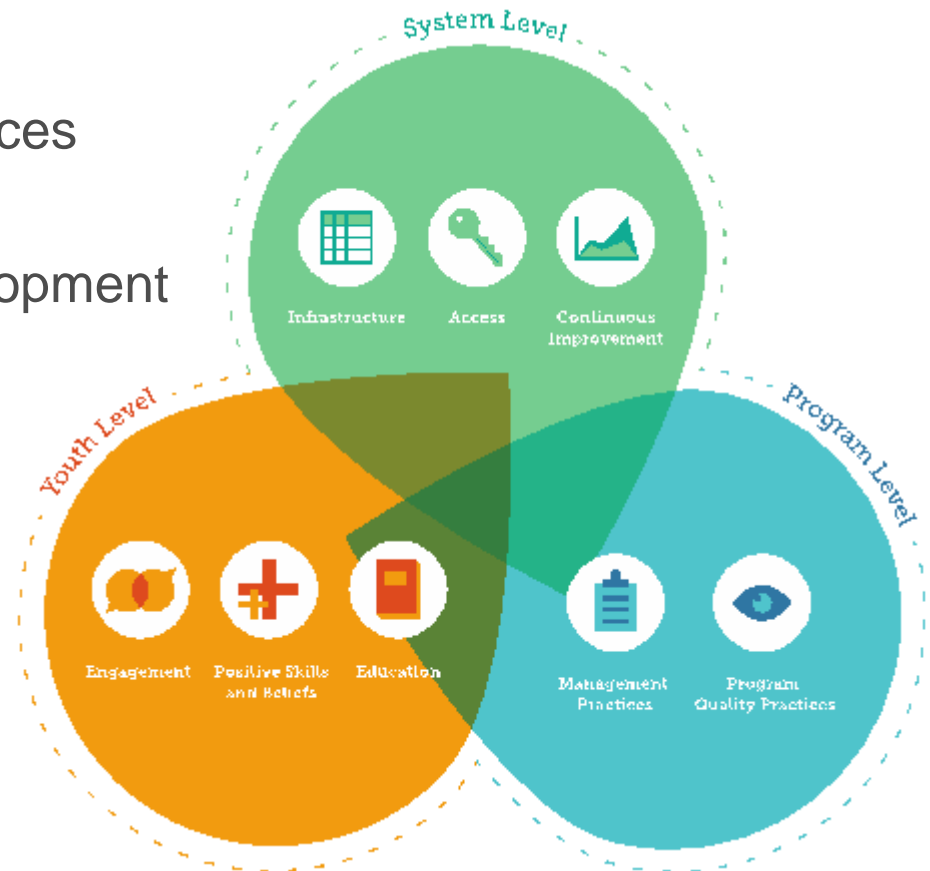 System Level
ces
opment
Infrastructure
Access
Continuous
Improvement
Youth Level
Program Level
Engagement
Positive Skills
and Beliefs
Education
Management
Practices
Program
Quality Practices